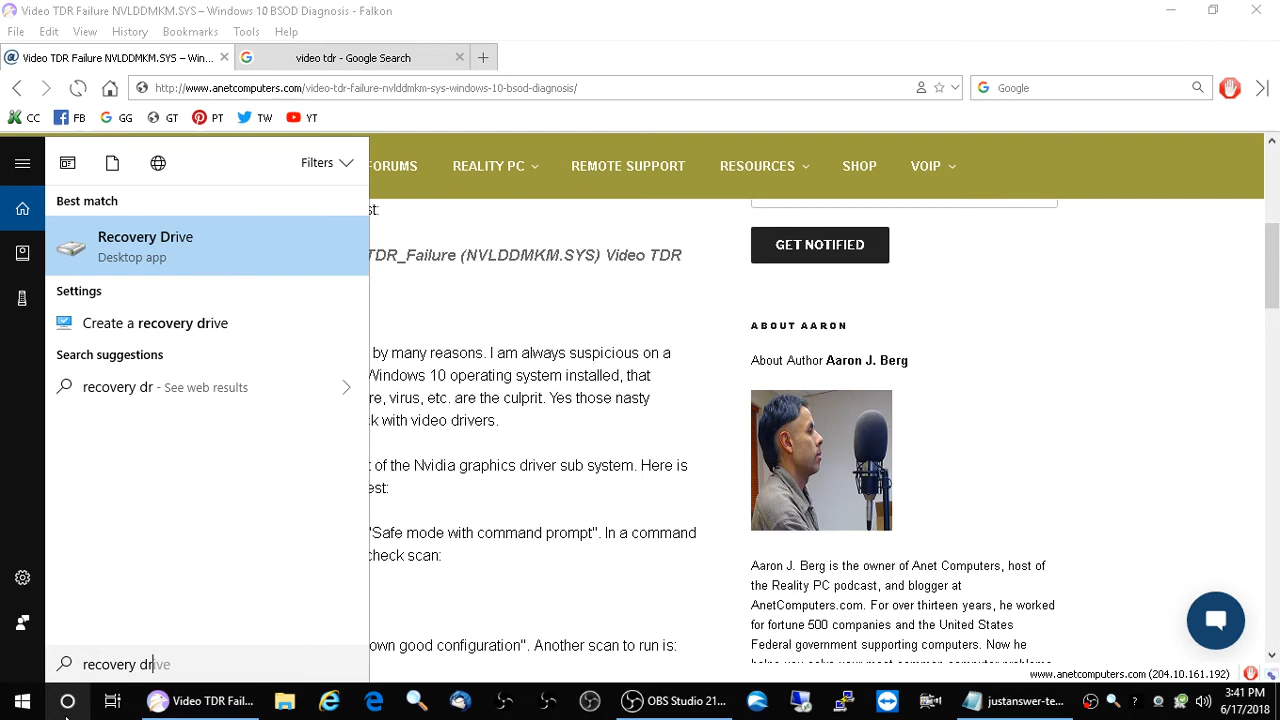 Video TDR Failure NVLDDMKM.SYS – Windows 10 BSOD Diagnosis - Falkon
File Edit View History Bookmarks Tools Help
Video TDR Failure NVLDDMKM.SYS – Win...
video tdr - Google Search
http://www.anetcomputers.com/video-tdr-failure-nvlddmkm-sys-windows-10-bsod-diagnosis/
Google
CC FB GG GT PT TW YT
Filters
FORUMS REALITY PC REMOTE SUPPORT RESOURCES SHOP VOIP
Best match
Recovery Drive
Desktop app
Settings
Create a recovery drive
Search suggestions
recovery dr - See web results
recovery drive
st:
TDR_Failure (NVLDDMKM.SYS) Video TDR
by many reasons. I am always suspicious on a
Windows 10 operating system installed, that
re, virus, etc. are the culprit. Yes those nasty
ck with video drivers.
t of the Nvidia graphics driver sub system. Here is
est:
"Safe mode with command prompt". In a command
check scan:
own good configuration". Another scan to run is:
GET NOTIFIED
ABOUT AARON
About Author Aaron J. Berg
Aaron J. Berg is the owner of Anet Computers, host of
the Reality PC podcast, and blogger at
AnetComputers.com. For over thirteen years, he worked
for fortune 500 companies and the United States
Federal government supporting computers. Now he
helps you solve your most common computer problems
www.anetcomputers.com (204.10.161.192)
Video TDR Fail...
OBS Studio 21...
justanswer-te...
3:41 PM
6/17/2018